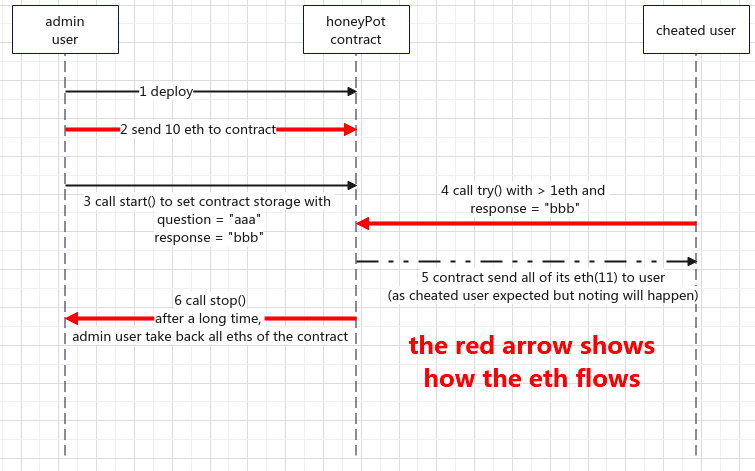 admin
user
honeyPot
contract
cheated user
1 deploy
2 send 10 eth to contract
3 call start() to set contract storage with
question = "aaa"
response = "bbb"
4 call try() with > 1eth and
response = "bbb"
5 contract send all of its eth(11) to user
(as cheated user expected but noting will happen)
6 call stop()
after a long time,
admin user take back all eths of the contract
the red arrow shows
how the eth flows